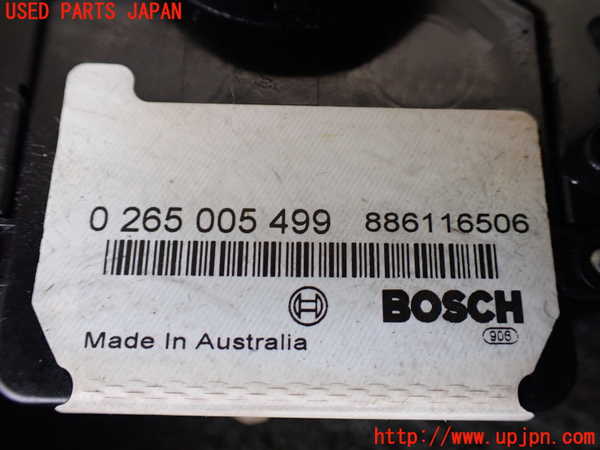 USED PARTS JAPAN
0 265 005 499 886116506
BOSCH
906
Made In Australia
http://www.upjpn.com/